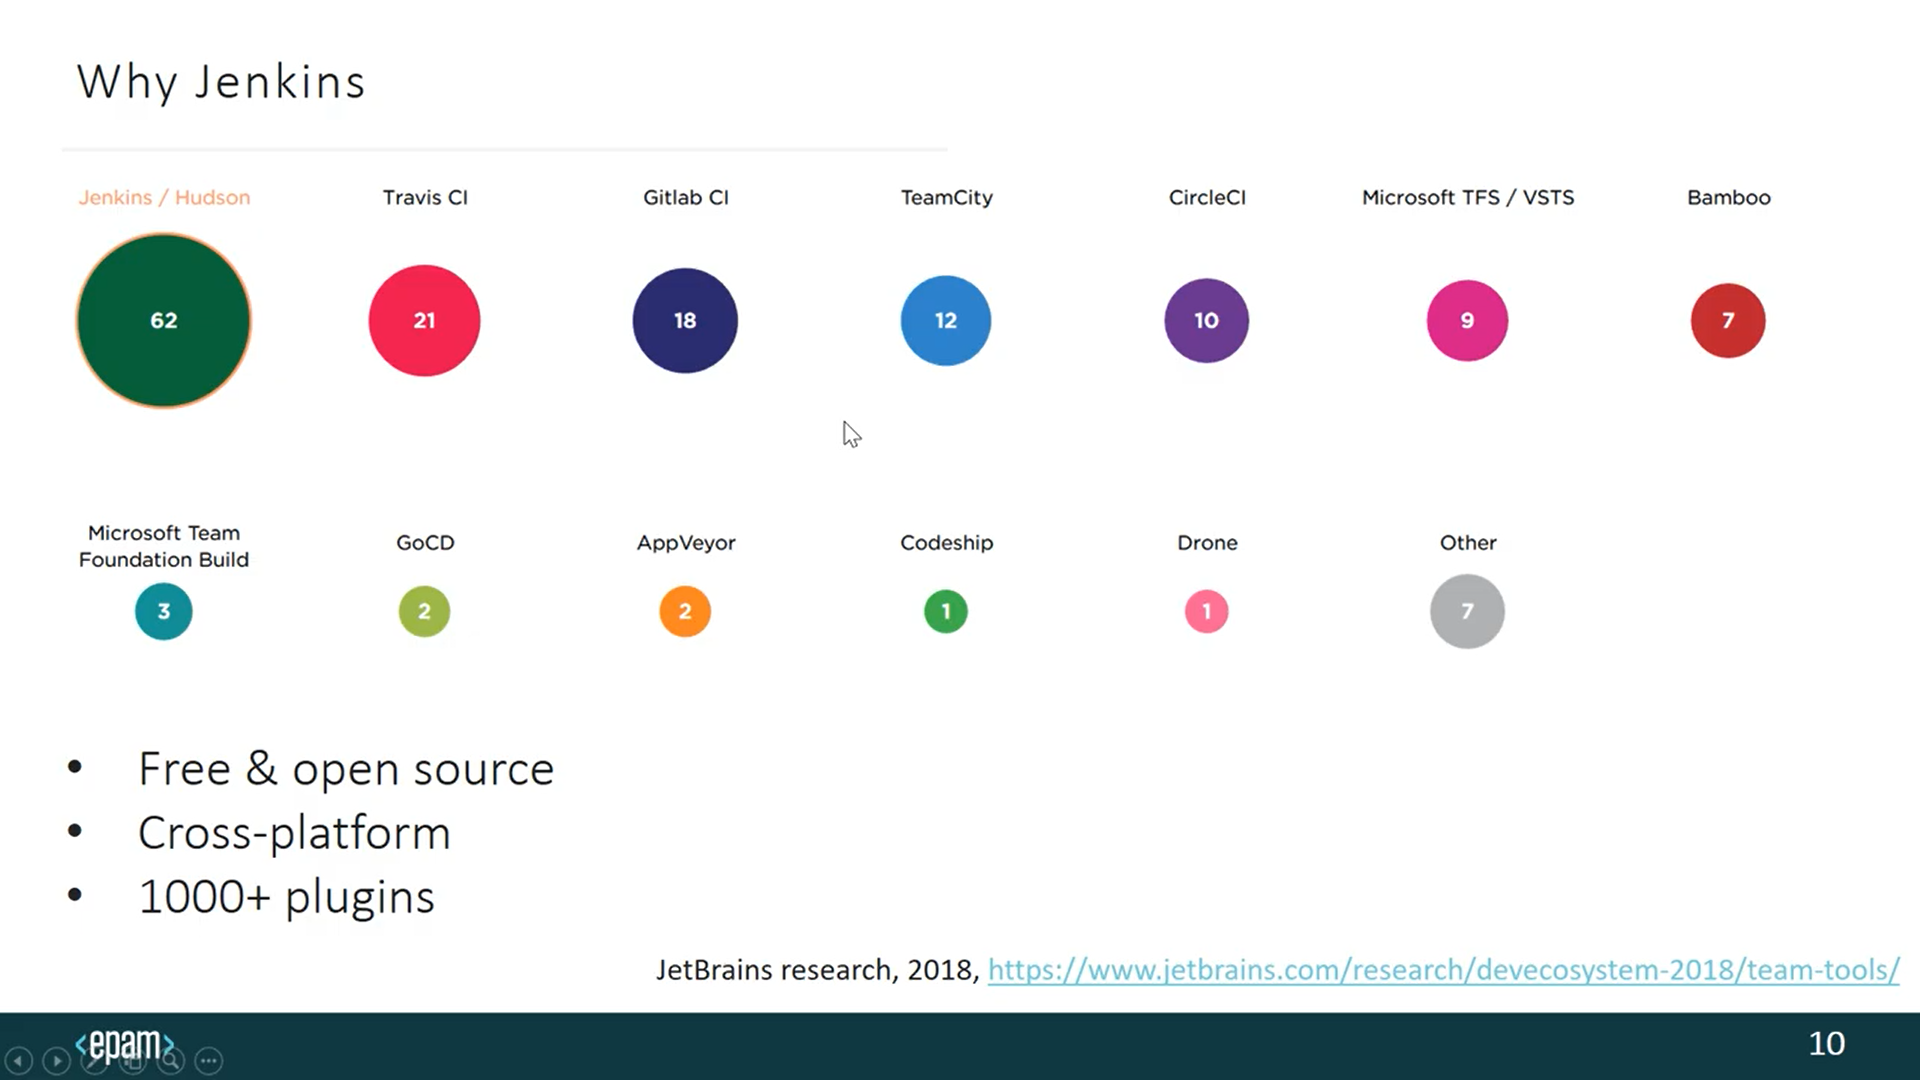 Why Jenkins
Jenkins / Hudson
Travis CI
Gitlab CI
TeamCity
CircleCI
Microsoft TFS / VSTS
Bamboo
62
21
18
12
10
9
7
Microsoft Team
Foundation Build
GoCD
AppVeyor
Codeship
Drone
Other
3
2
2
1
1
7
• Free & open source
• Cross-platform
• 1000+ plugins
JetBrains research, 2018, https://www.jetbrains.com/research/devecosystem-2018/team-tools/
<epam>
10